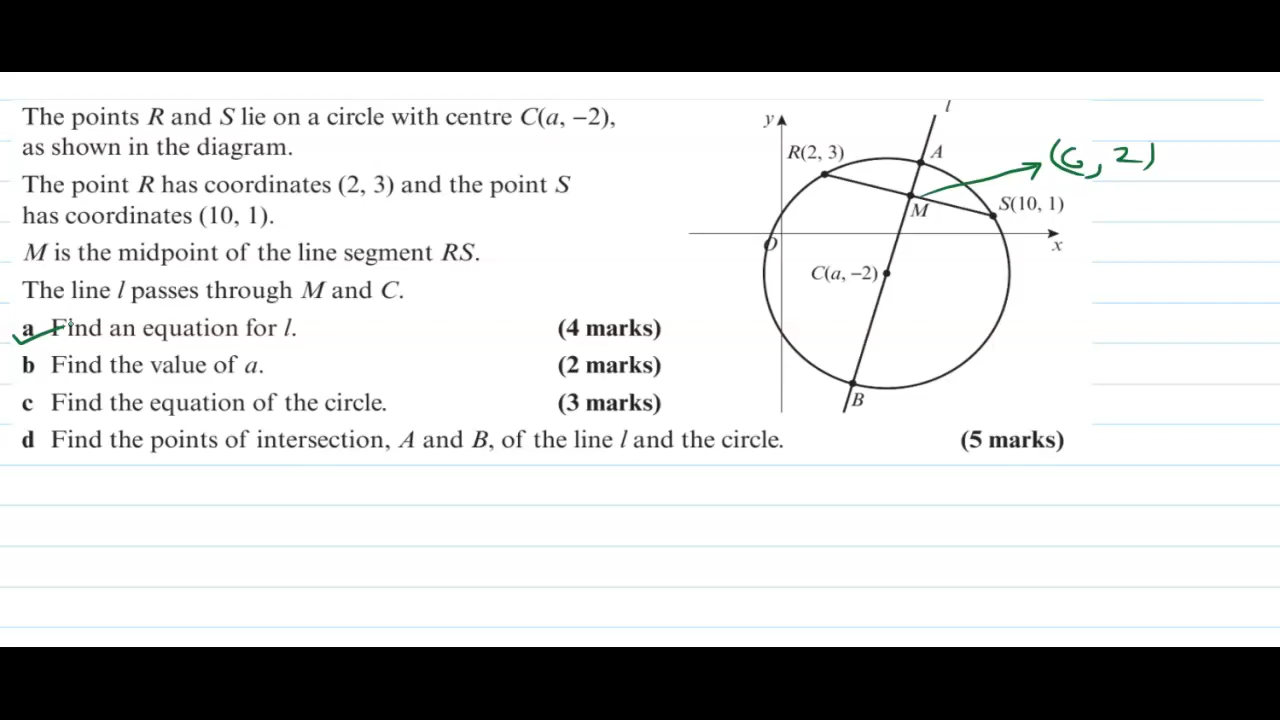 The points R and S lie on a circle with centre C(a, −2),
as shown in the diagram.
The point R has coordinates (2, 3) and the point S
has coordinates (10, 1).
M is the midpoint of the line segment RS.
The line l passes through M and C.
a Find an equation for l. (4 marks)
b Find the value of a. (2 marks)
c Find the equation of the circle. (3 marks)
d Find the points of intersection, A and B, of the line l and the circle. (5 marks)
l
y
R(2, 3)
A
(6, 2)
M
S(10, 1)
O
x
C(a, −2)
B